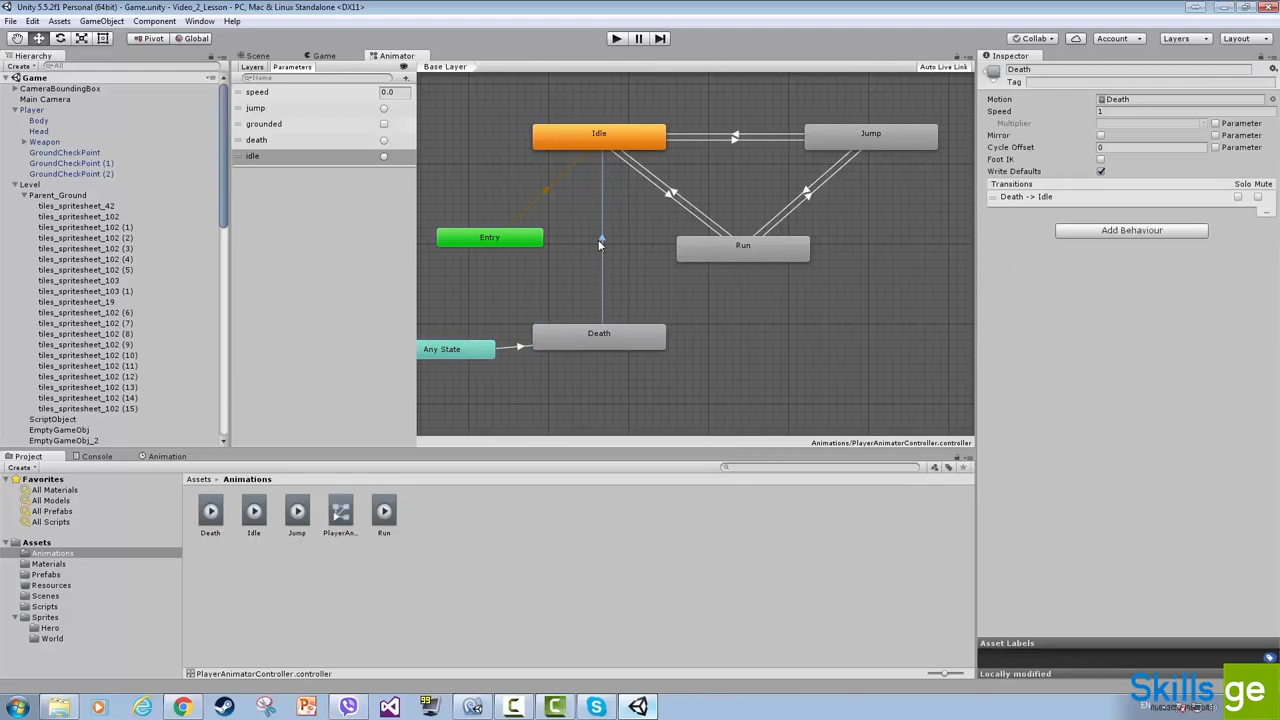 Unity 5.5.2f1 Personal (64bit) - Game.unity - Video_2_Lesson - PC, Mac & Linux Standalone <DX11>
File Edit Assets GameObject Component Window Help
Pivot Global Collab Account Layers Layout
Hierarchy
Create All
Game
CameraBoundingBox
Main Camera
Player
Body
Head
Weapon
GroundCheckPoint
GroundCheckPoint (1)
GroundCheckPoint (2)
Level
Parent_Ground
tiles_spritesheet_42
tiles_spritesheet_102
tiles_spritesheet_102 (1)
tiles_spritesheet_102 (2)
tiles_spritesheet_102 (3)
tiles_spritesheet_102 (4)
tiles_spritesheet_102 (5)
tiles_spritesheet_103
tiles_spritesheet_103 (1)
tiles_spritesheet_19
tiles_spritesheet_102 (6)
tiles_spritesheet_102 (7)
tiles_spritesheet_102 (8)
tiles_spritesheet_102 (9)
tiles_spritesheet_102 (10)
tiles_spritesheet_102 (11)
tiles_spritesheet_102 (12)
tiles_spritesheet_102 (13)
tiles_spritesheet_102 (14)
tiles_spritesheet_102 (15)
ScriptObject
EmptyGameObj
EmptyGameObj_2
Scene Game Animator
Layers Parameters
Name
speed 0.0
jump
grounded
death
idle
Base Layer Auto Live Link
Idle
Jump
Entry
Run
Death
Any State
Animations/PlayerAnimatorController.controller
Inspector
Death
Tag
Motion Death
Speed 1
Multiplier Parameter
Mirror Parameter
Cycle Offset 0 Parameter
Foot IK
Write Defaults
Transitions Solo Mute
Death -> Idle
Add Behaviour
Asset Labels
Locally modified
Project Console Animation
Create
Favorites
All Materials
All Models
All Prefabs
All Scripts
Assets
Animations
Materials
Prefabs
Resources
Scenes
Scripts
Sprites
Hero
World
Assets Animations
Death Idle Jump PlayerAn... Run
PlayerAnimatorController.controller
99
Skills ge